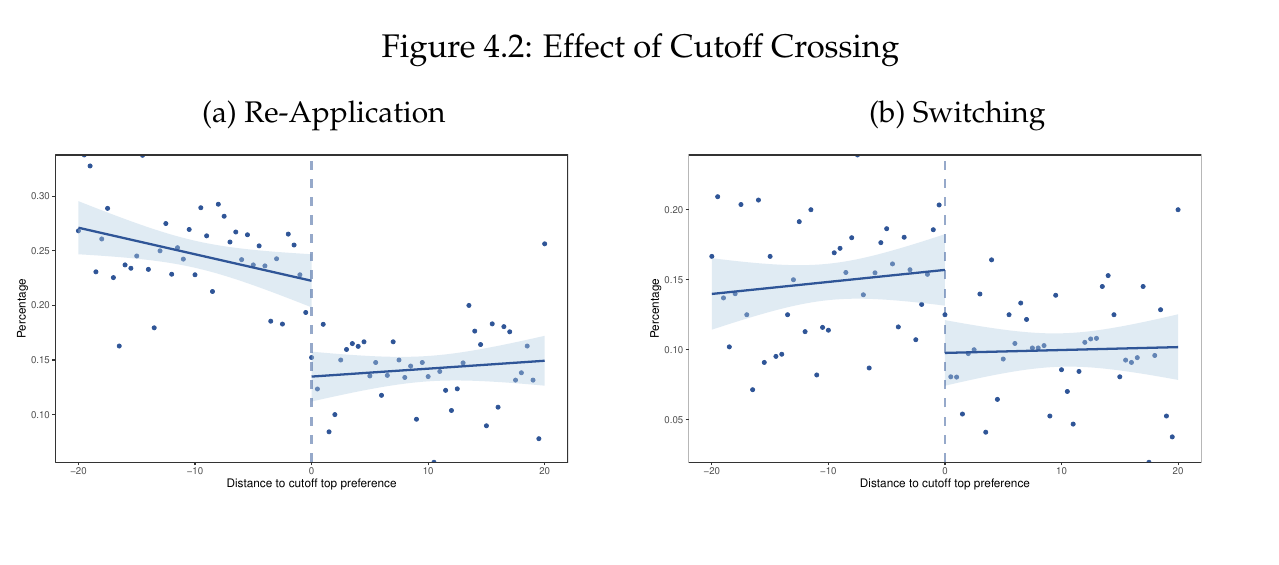 Figure 4.2: Effect of Cutoff Crossing
(a) Re-Application
(b) Switching
0.30
0.25
0.20
0.15
0.10
Percentage
−20
−10
0
10
20
Distance to cutoff top preference
0.20
0.15
0.10
0.05
Percentage
−20
−10
0
10
20
Distance to cutoff top preference